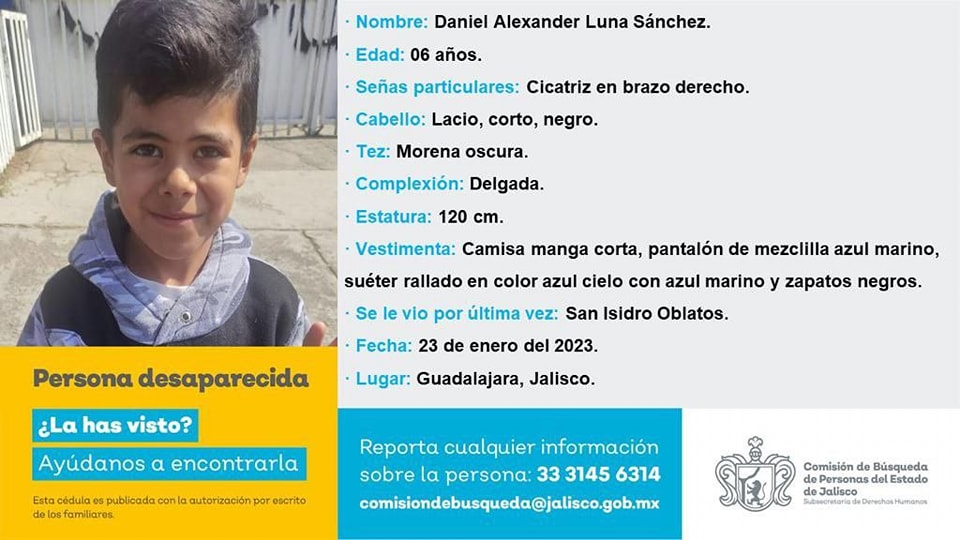 · Nombre: Daniel Alexander Luna Sánchez.
· Edad: 06 años.
· Señas particulares: Cicatriz en brazo derecho.
· Cabello: Lacio, corto, negro.
· Tez: Morena oscura.
· Complexión: Delgada.
· Estatura: 120 cm.
· Vestimenta: Camisa manga corta, pantalón de mezclilla azul marino,
suéter rallado en color azul cielo con azul marino y zapatos negros.
· Se le vio por última vez: San Isidro Oblatos.
· Fecha: 23 de enero del 2023.
· Lugar: Guadalajara, Jalisco.
Persona desaparecida
¿La has visto?
Ayúdanos a encontrarla
Esta cédula es publicada con la autorización por escrito
de los familiares.
Reporta cualquier información
sobre la persona: 33 3145 6314
comisiondebusqueda@jalisco.gob.mx
Comisión de Búsqueda
de Personas del Estado
de Jalisco
Subsecretaría de Derechos Humanos